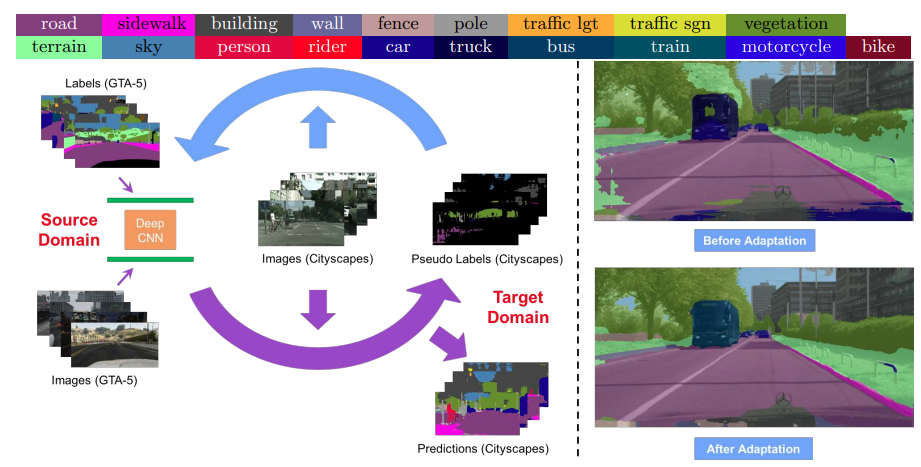 road sidewalk building wall fence pole traffic lgt traffic sgn vegetation
terrain sky person rider car truck bus train motorcycle bike
Labels (GTA-5)
Source
Domain
Deep
CNN
Images (GTA-5)
Images (Cityscapes)
Pseudo Labels (Cityscapes)
Target
Domain
Predictions (Cityscapes)
Before Adaptation
After Adaptation